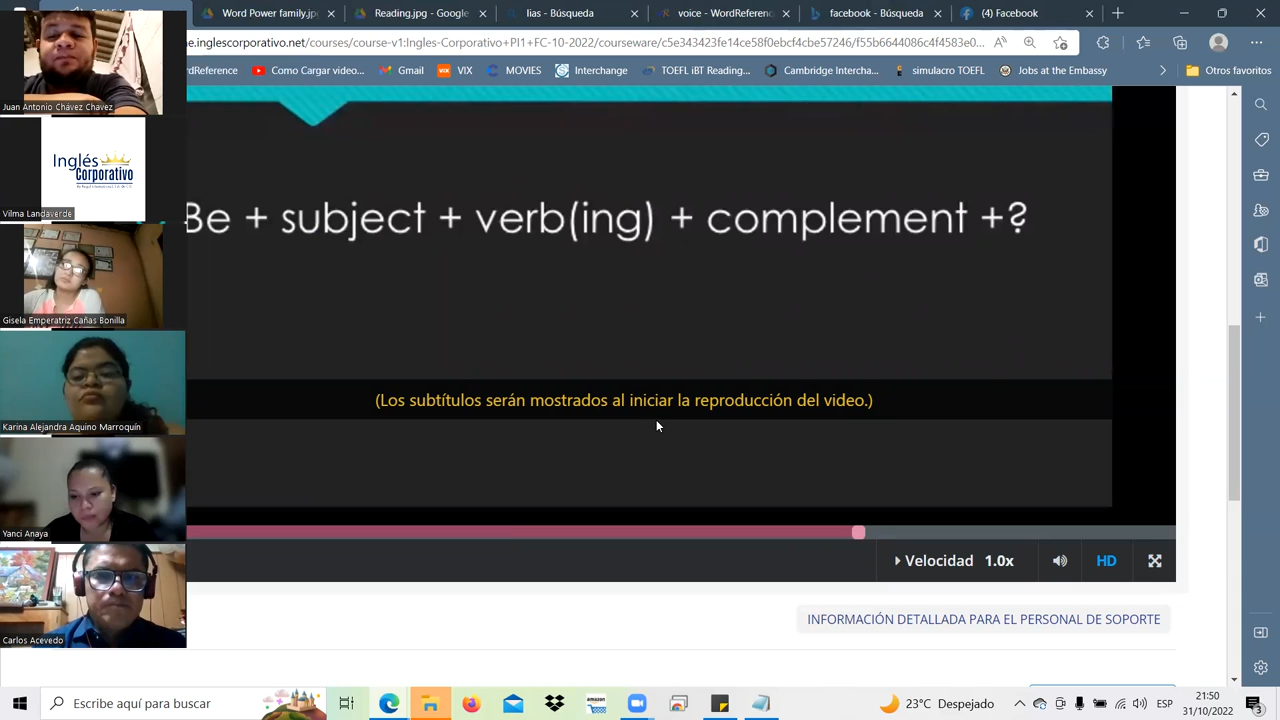 Word Power family.jp
Reading.jpg - Google
ias - Búsqueda
voice - WordReferenc
facebook - Búsqueda
(4) Facebook
e.inglescorporativo.net/courses/course-v1:Ingles-Corporativo+PI1+FC-10-2022/courseware/c5e343423fe14ce58f0ebcf4cbe57246/f55b6644086c4f4583e0...
rdReference
Como Cargar video...
Gmail
VIX
VIX
MOVIES
Interchange
TOEFL iBT Reading...
Cambridge Intercha...
simulacro TOEFL
Jobs at the Embassy
Otros favoritos
Juan Antonio Chávez Chavez
Inglés
Corporativo
Vilma Landaverde
Be + subject + verb(ing) + complement +?
Gisela Emperatriz Cañas Bonilla
(Los subtítulos serán mostrados al iniciar la reproducción del video.)
Karina Alejandra Aquino Marroquín
Yanci Anaya
Velocidad 1.0x
HD
INFORMACIÓN DETALLADA PARA EL PERSONAL DE SOPORTE
Carlos Acevedo
Escribe aquí para buscar
amazon
23°C Despejado
ESP
21:50
31/10/2022
3